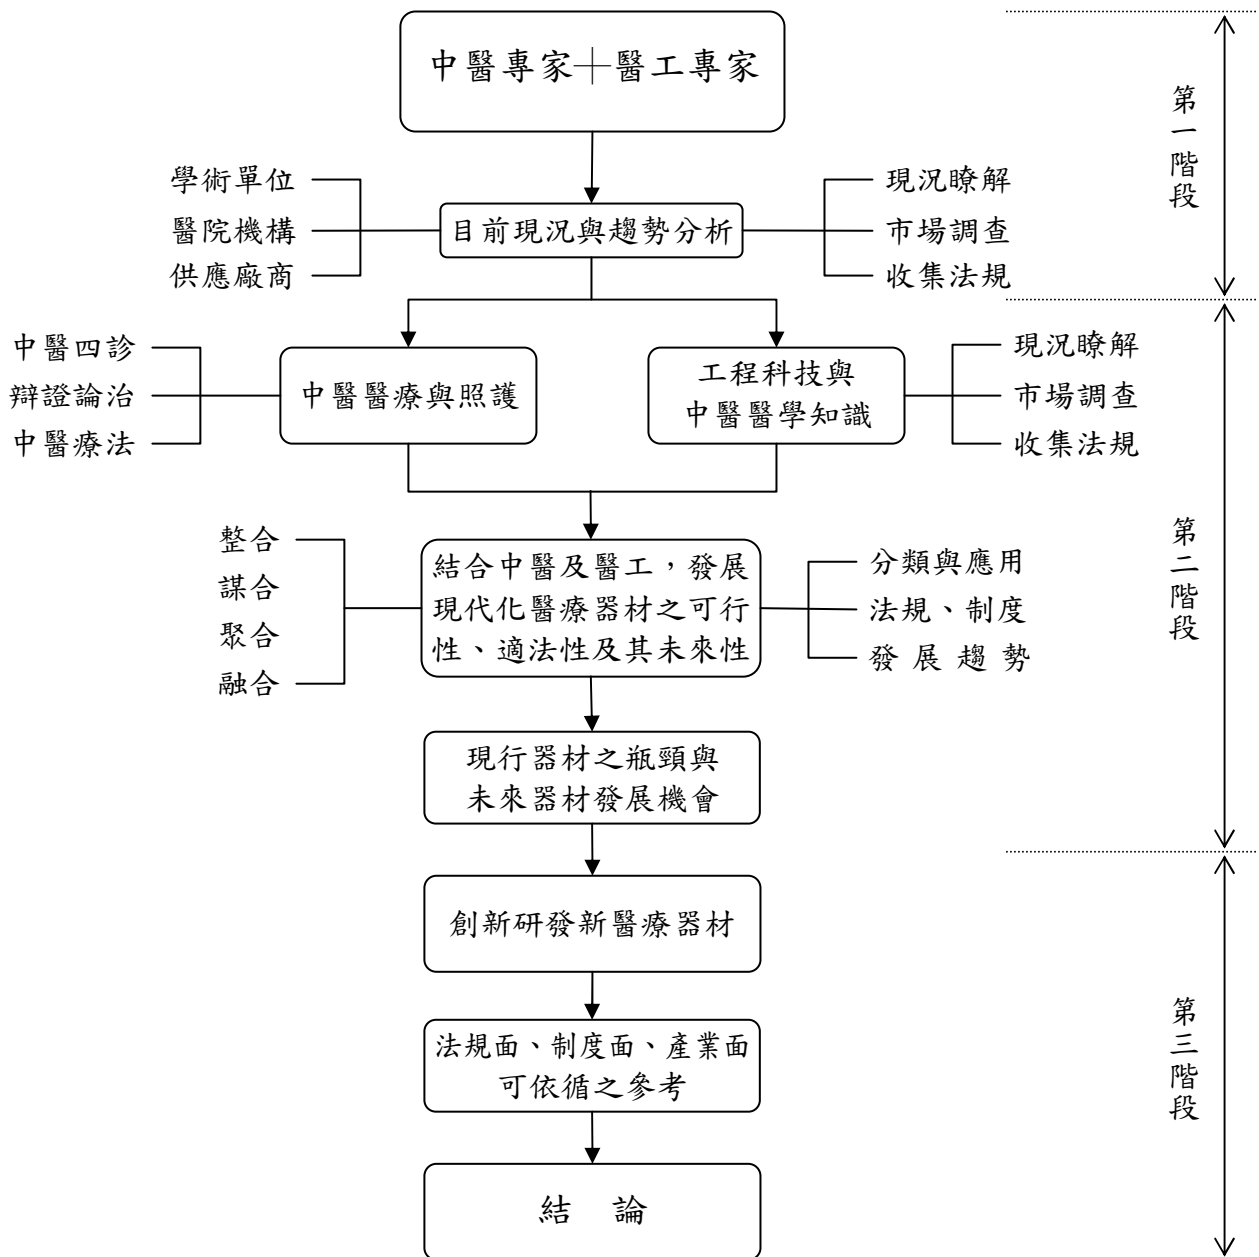 中醫專家+醫工專家
第一階段
學術單位
醫院機構
供應廠商
目前現況與趨勢分析
現況瞭解
市場調查
收集法規
中醫四診
辯證論治
中醫療法
中醫醫療與照護
工程科技與
中醫醫學知識
現況瞭解
市場調查
收集法規
第二階段
整合
謀合
聚合
融合
結合中醫及醫工，發展
現代化醫療器材之可行
性、適法性及其未來性
分類與應用
法規、制度
發展趨勢
現行器材之瓶頸與
未來器材發展機會
創新研發新醫療器材
第三階段
法規面、制度面、產業面
可依循之參考
結 論